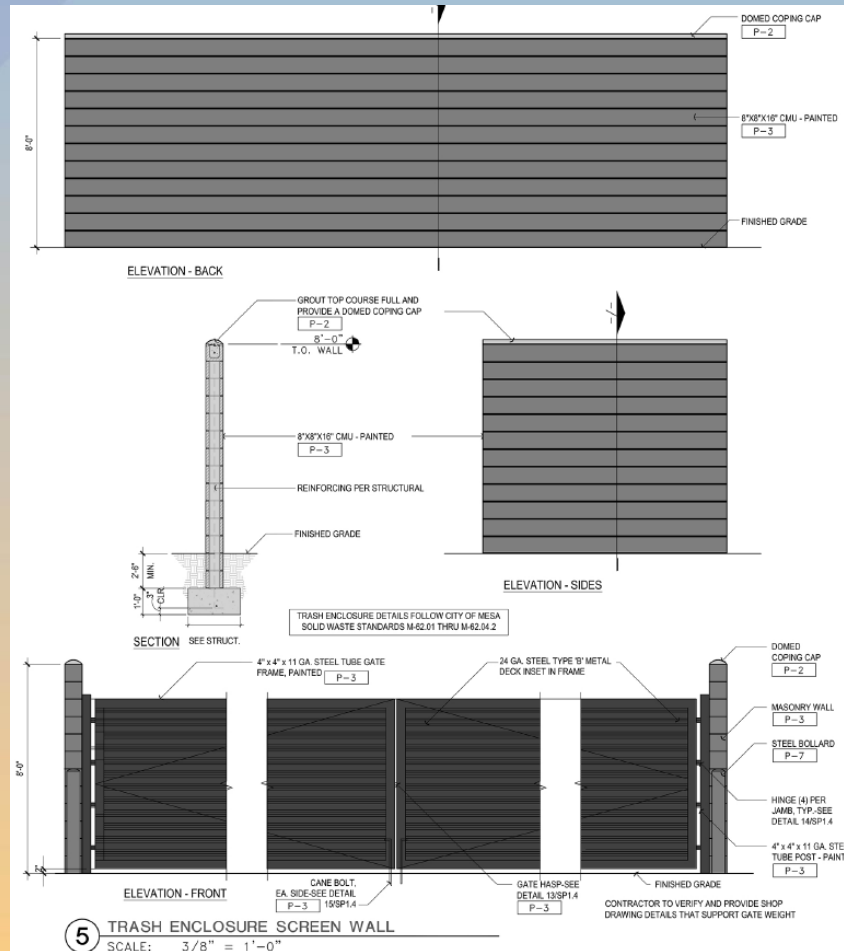 DOMED COPING CAP
P-2
8'-0"
8"X8"X16" CMU - PAINTED
P-3
FINISHED GRADE
ELEVATION - BACK
GROUT TOP COURSE FULL AND
PROVIDE A DOMED COPING CAP
P-2
8'-0"
T.O. WALL
-/-
8"X8"X16" CMU - PAINTED
P-3
REINFORCING PER STRUCTURAL
FINISHED GRADE
2'-6"
MIN.
1'-0"
3"
CLR.
ELEVATION - SIDES
SECTION SEE STRUCT.
TRASH ENCLOSURE DETAILS FOLLOW CITY OF MESA
SOLID WASTE STANDARDS M-62.01 THRU M-62.04.2
4" x 4" x 11 GA. STEEL TUBE GATE
FRAME, PAINTED P-3
24 GA. STEEL TYPE 'B' METAL
DECK INSET IN FRAME
DOMED
COPING CAP
P-2
MASONRY WALL
P-3
STEEL BOLLARD
P-7
8'-0"
HINGE (4) PER
JAMB, TYP.-SEE
DETAIL 14/SP1.4
4" x 4" x 11 GA. STE
TUBE POST - PAINT
P-3
2"
ELEVATION - FRONT
CANE BOLT,
EA. SIDE-SEE DETAIL
P-3 15/SP1.4
GATE HASP-SEE
DETAIL 13/SP1.4
P-3
FINISHED GRADE
CONTRACTOR TO VERIFY AND PROVIDE SHOP
DRAWING DETAILS THAT SUPPORT GATE WEIGHT
5 TRASH ENCLOSURE SCREEN WALL
SCALE: 3/8" = 1'-0"